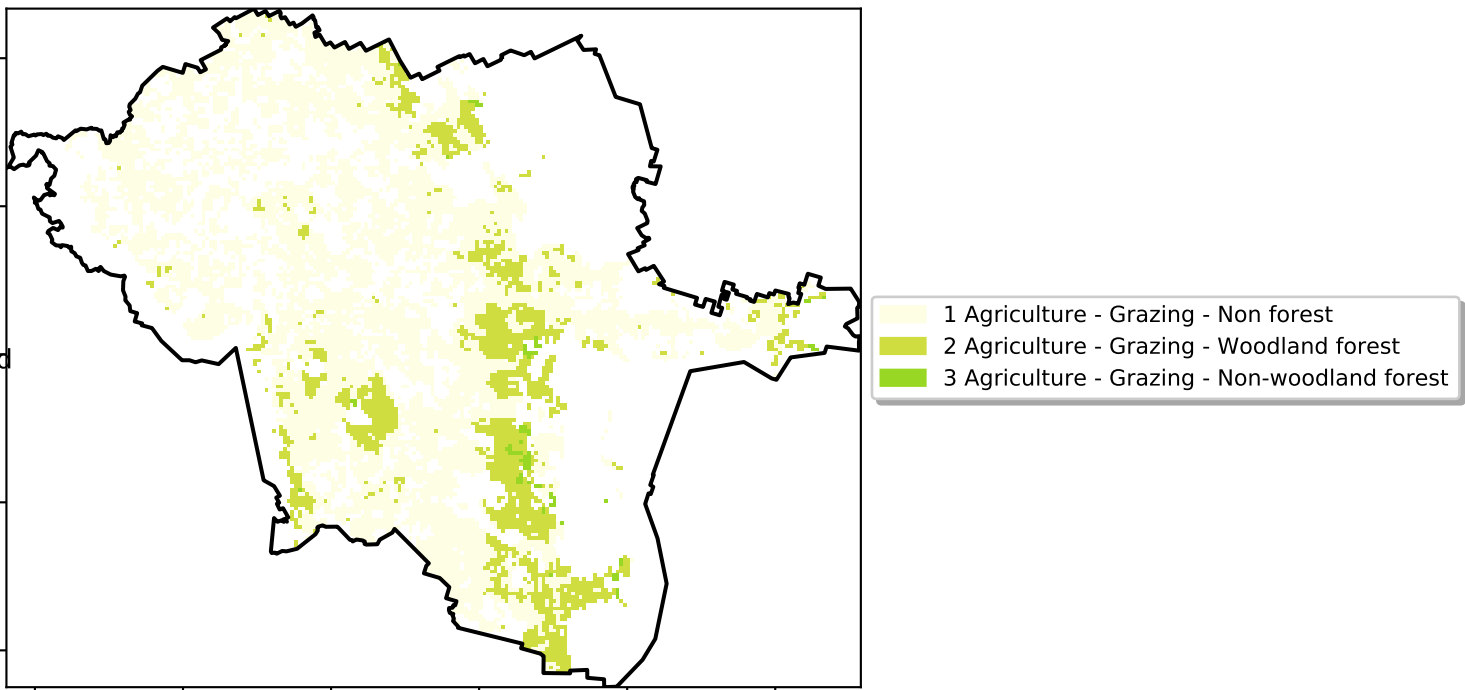 1 Agriculture - Grazing - Non forest
2 Agriculture - Grazing - Woodland forest
3 Agriculture - Grazing - Non-woodland forest